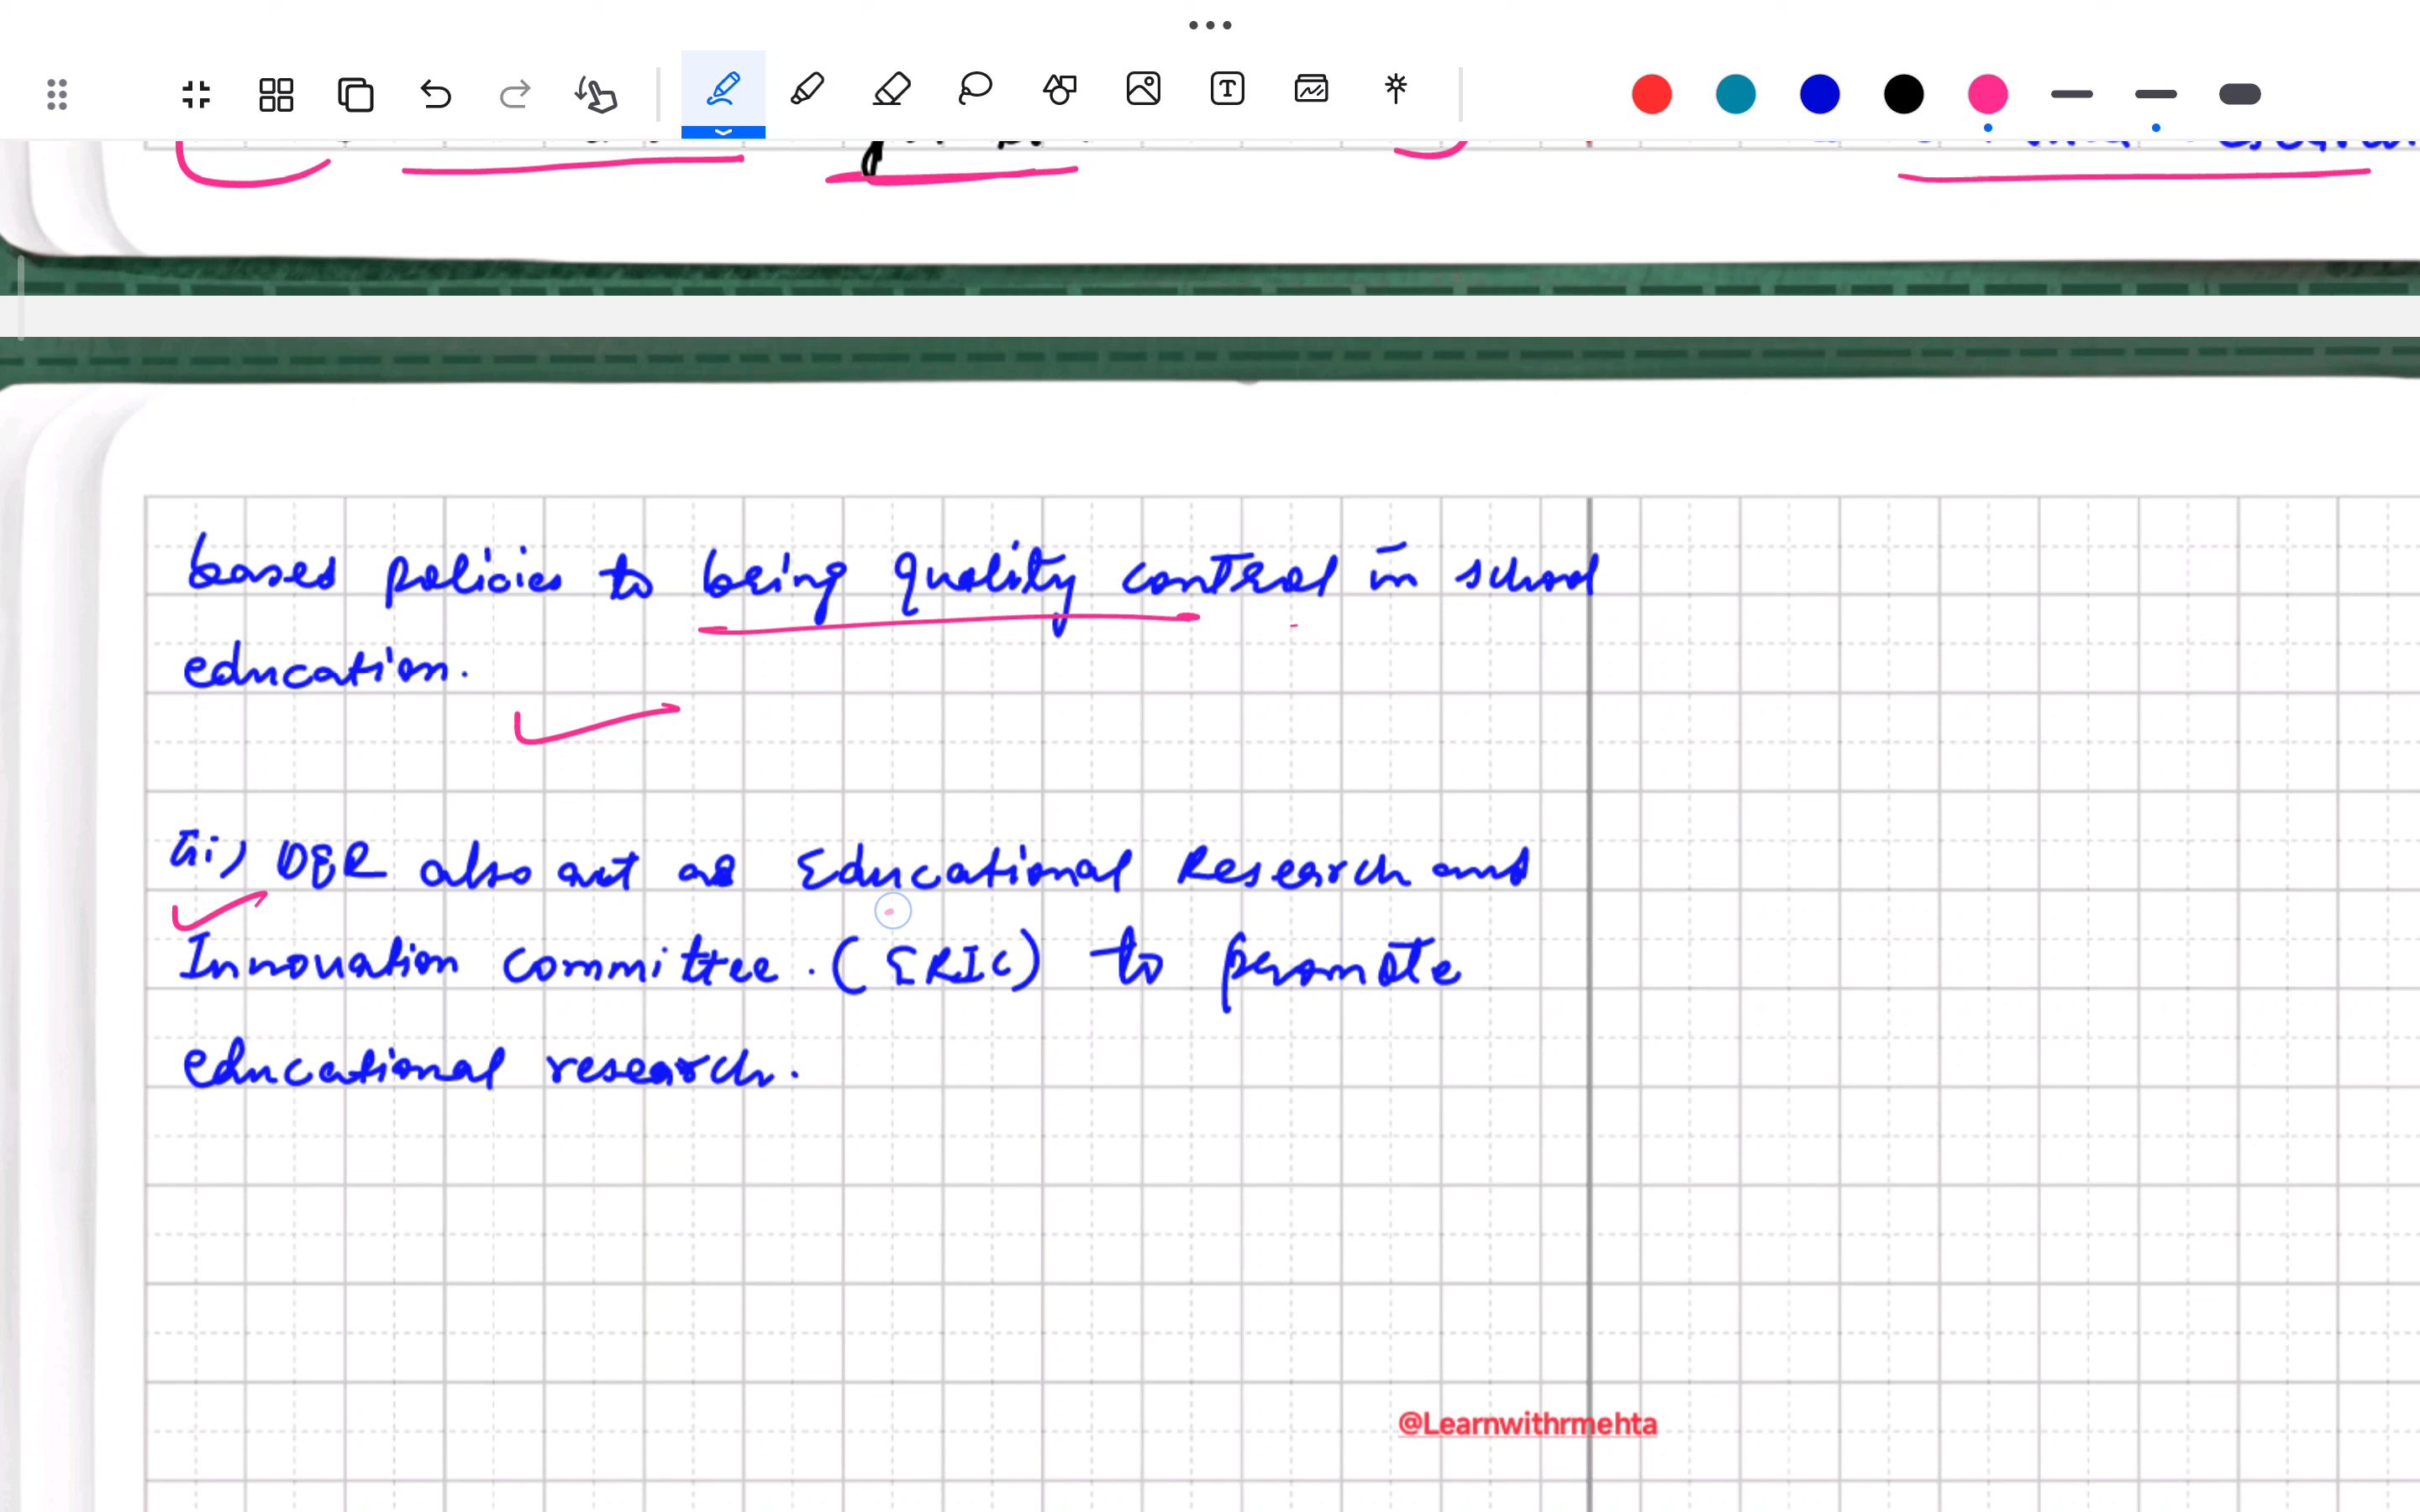 based policies to being quality control in school
education.
ii) DER also act as Educational Research and
Innovation committee. (ERIC) to promote
educational research.
@Learnwithrmehta